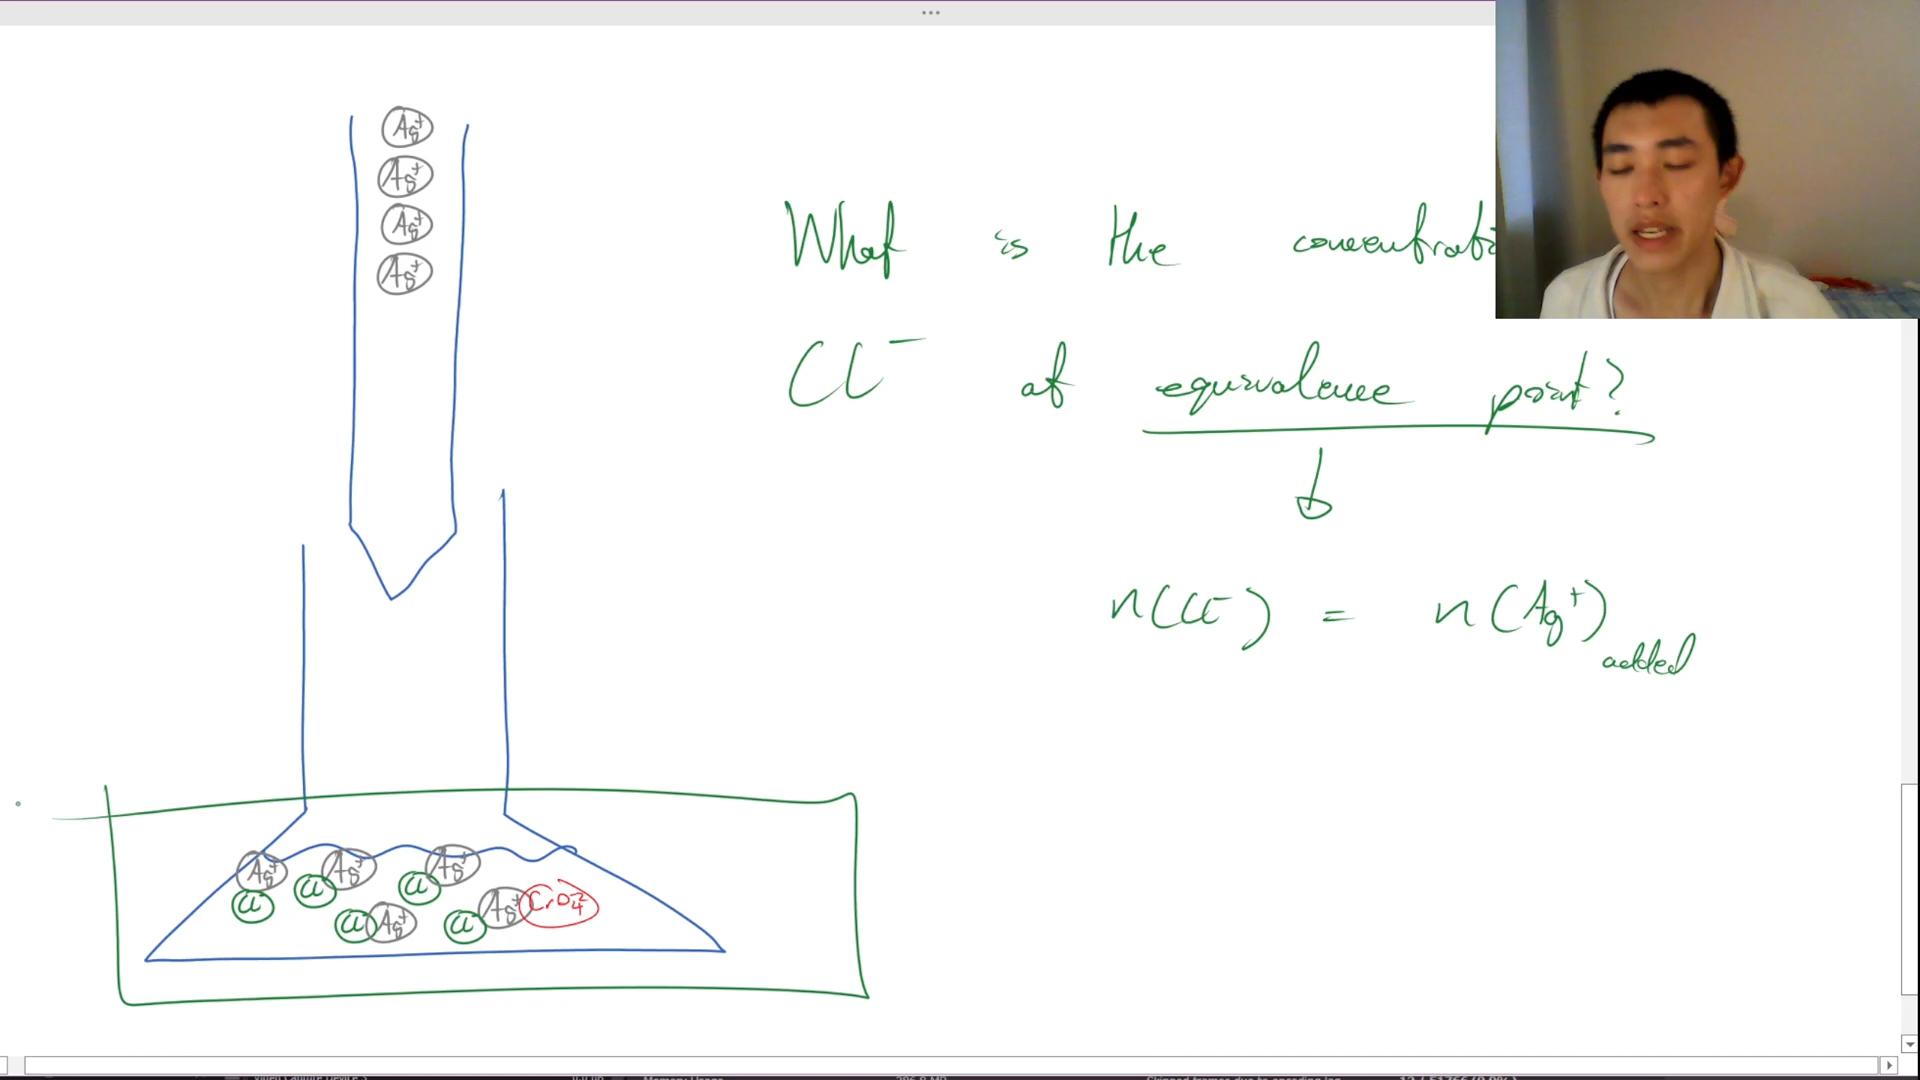 ...
Ag⁺
Ag⁺
Ag⁺
Ag⁺
What is the concentrati
Cl⁻ at equivalence point?
n(Cl⁻) = n(Ag⁺) added
Ag⁺ Ag⁺ Ag⁺
Cl⁻ Cl⁻ Cl⁻
Cl⁻ Ag⁺ Cl⁻ Ag⁺ CrO₄²⁻